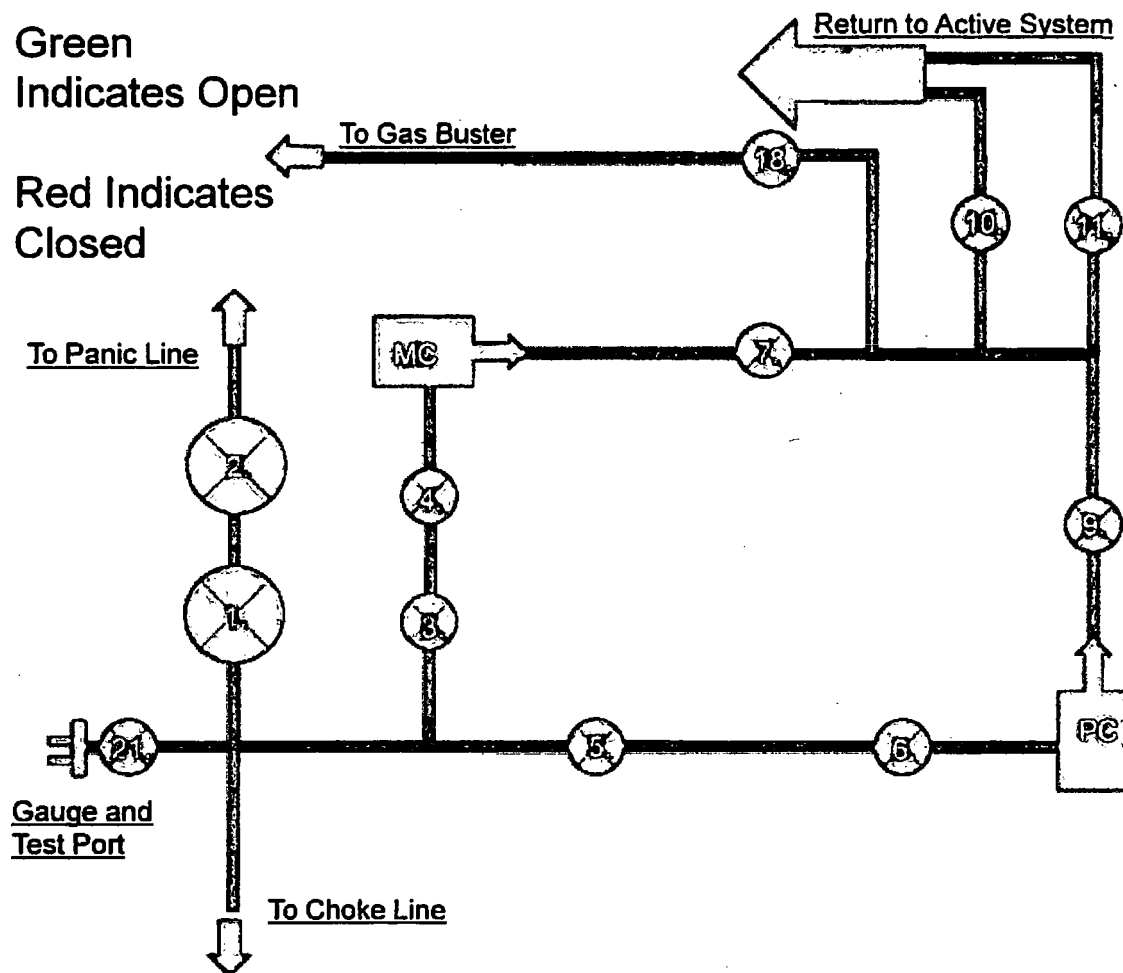 Green
Indicates Open
Return to Active System
To Gas Buster
18.
Red Indicates
Closed
10.
11.
To Panic Line
MC
7.
2.
4.
9.
1.
3.
PC
21.
5.
6.
Gauge and
Test Port
To Choke Line